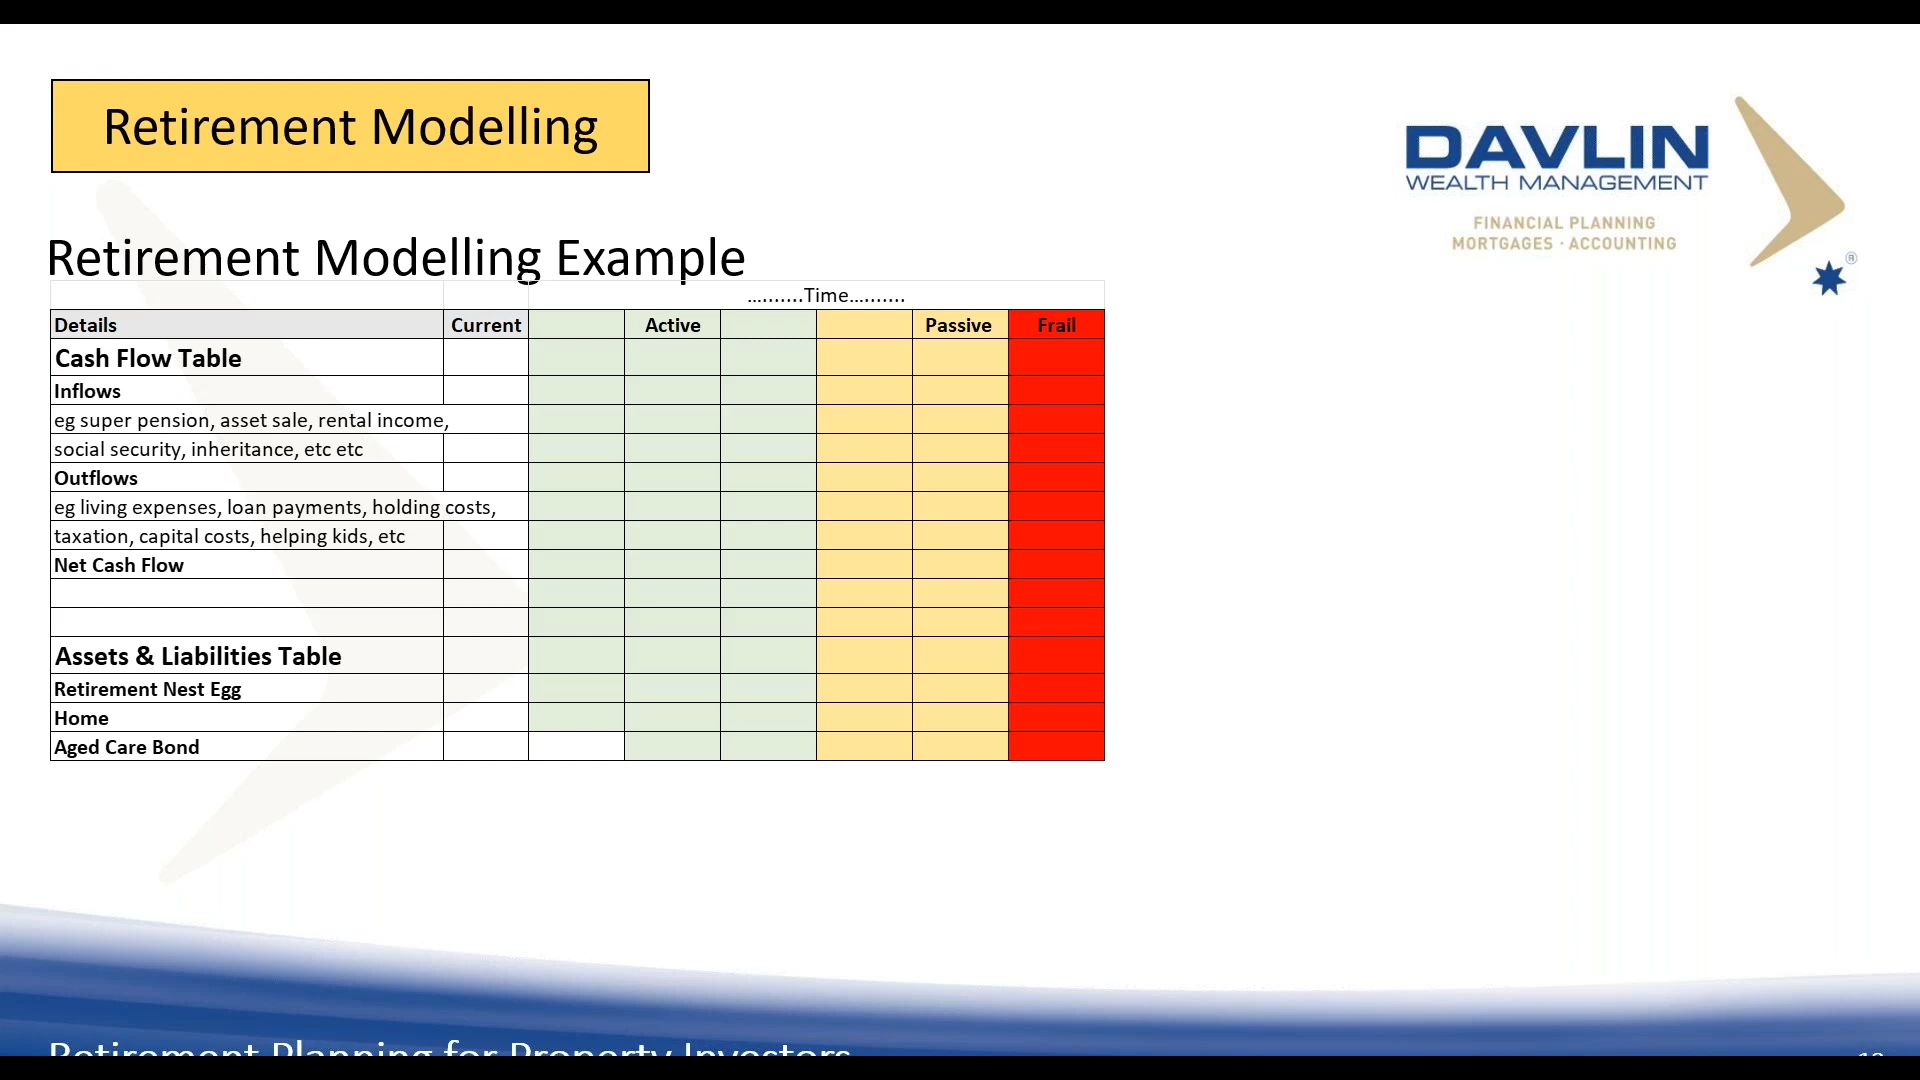 Retirement Modelling
DAVLIN
WEALTH MANAGEMENT
FINANCIAL PLANNING
MORTGAGES · ACCOUNTING
®
Retirement Modelling Example
..........Time..........
Details Current Active Passive Frail
Cash Flow Table
Inflows
eg super pension, asset sale, rental income,
social security, inheritance, etc etc
Outflows
eg living expenses, loan payments, holding costs,
taxation, capital costs, helping kids, etc
Net Cash Flow
Assets & Liabilities Table
Retirement Nest Egg
Home
Aged Care Bond
Retirement Planning for Property Investors